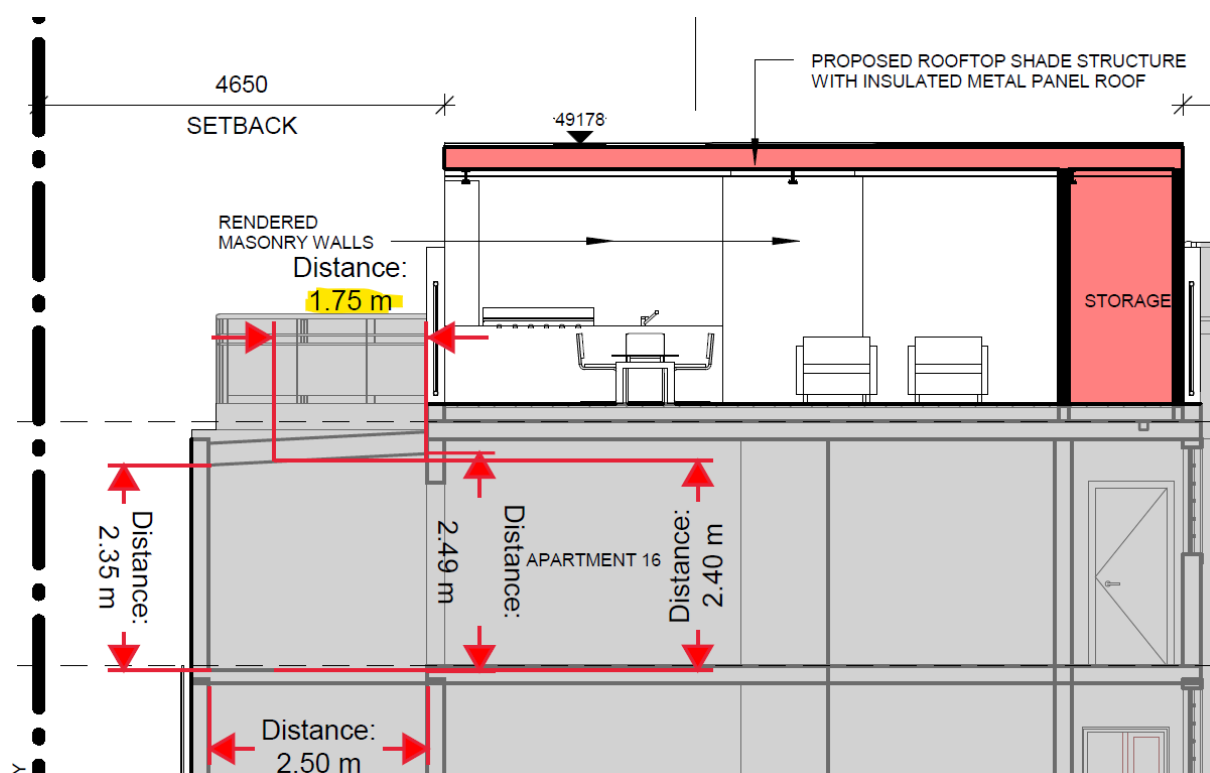 4650
SETBACK
PROPOSED ROOFTOP SHADE STRUCTURE
WITH INSULATED METAL PANEL ROOF
49178
RENDERED
MASONRY WALLS
Distance:
1.75 m
STORAGE
Distance:
2.35 m
Distance:
2.49 m
APARTMENT 16
Distance:
2.40 m
Distance:
2.50 m
Y